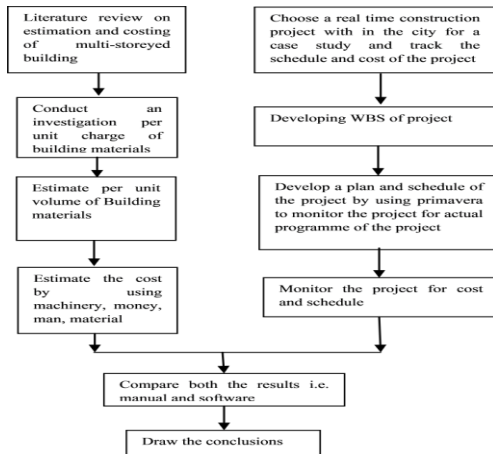 Literature review on
estimation and costing
of multi-storeyed
building
Conduct an
investigation per
unit charge of
building materials
Estimate per unit
volume of Building
materials
Estimate the cost
by using
machinery, money,
man, material
Choose a real time construction
project with in the city for a
case study and track the
schedule and cost of the project
Developing WBS of project
Develop a plan and schedule of
the project by using primavera
to monitor the project for actual
programme of the project
Monitor the project for cost
and schedule
Compare both the results i.e.
manual and software
Draw the conclusions